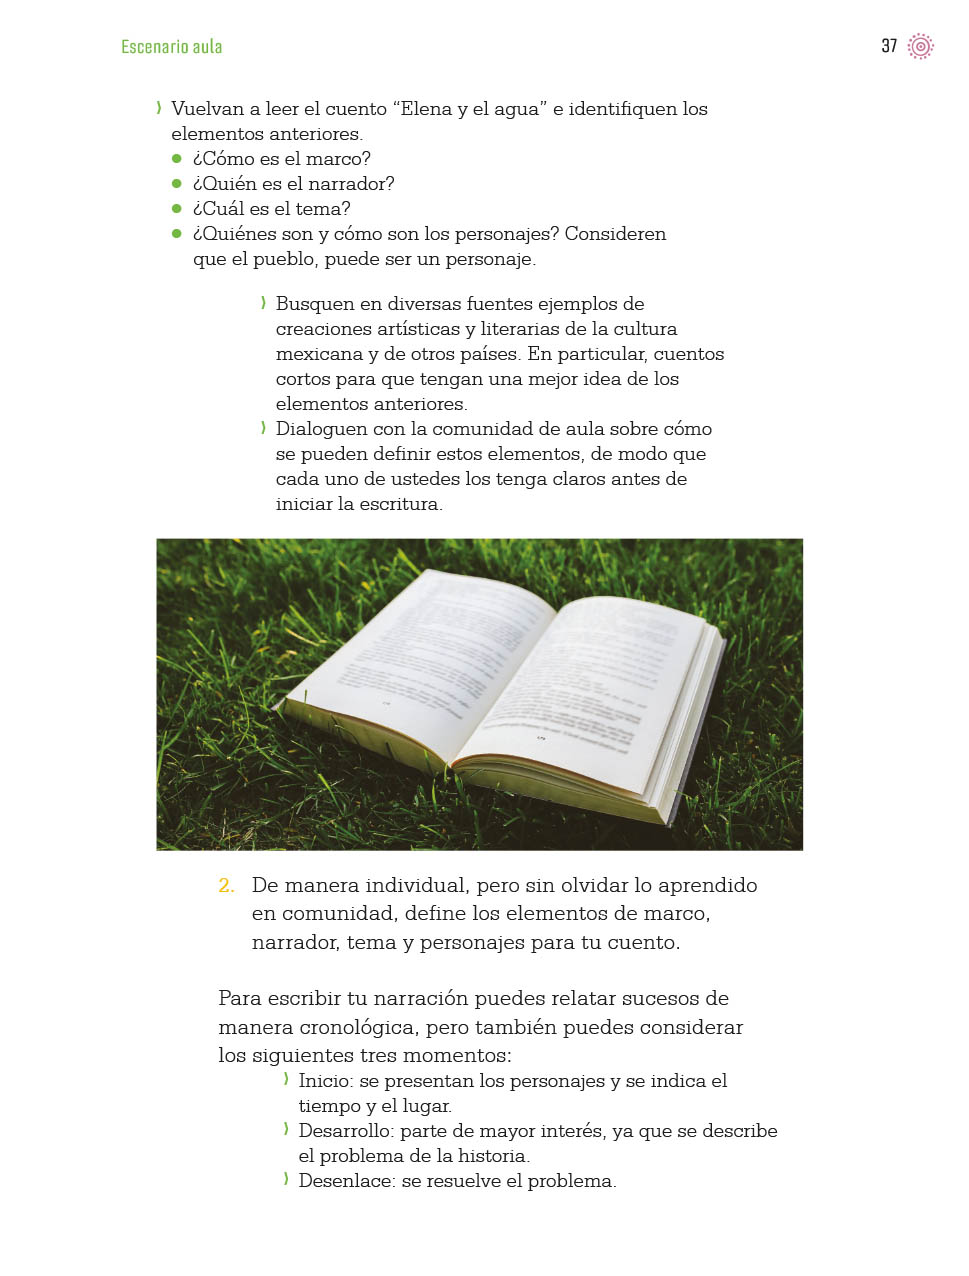 Escenario aula
37
Vuelvan a leer el cuento “Elena y el agua” e identifiquen los
elementos anteriores.
¿Cómo es el marco?
¿Quién es el narrador?
¿Cuál es el tema?
¿Quiénes son y cómo son los personajes? Consideren
que el pueblo, puede ser un personaje.
Busquen en diversas fuentes ejemplos de
creaciones artísticas y literarias de la cultura
mexicana y de otros países. En particular, cuentos
cortos para que tengan una mejor idea de los
elementos anteriores.
Dialoguen con la comunidad de aula sobre cómo
se pueden definir estos elementos, de modo que
cada uno de ustedes los tenga claros antes de
iniciar la escritura.
2. De manera individual, pero sin olvidar lo aprendido
en comunidad, define los elementos de marco,
narrador, tema y personajes para tu cuento.
Para escribir tu narración puedes relatar sucesos de
manera cronológica, pero también puedes considerar
los siguientes tres momentos:
Inicio: se presentan los personajes y se indica el
tiempo y el lugar.
Desarrollo: parte de mayor interés, ya que se describe
el problema de la historia.
Desenlace: se resuelve el problema.